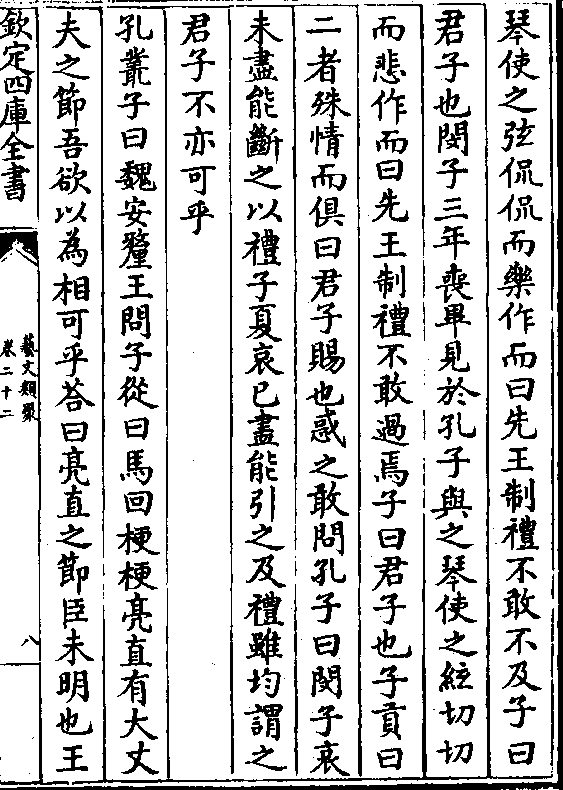 琴使之弦侃侃而樂作而曰先王制禮不敢不及子曰
君子也閔子三年喪畢見於孔子與之琴使之絃切切
而悲作而曰先王制禮不敢過焉子曰君子也子貢曰
二者殊情而俱曰君子賜也惑之敢問孔子曰閔子哀
未盡能斷之以禮子夏哀已盡能引之及禮雖均謂之
君子不亦可乎
孔叢子曰魏安釐王問子從曰馬回梗梗亮直有大丈
夫之節吾欲以為相可乎荅曰亮直之節臣未明也王
欽定四庫全書
藝文類聚
卷二十二
八